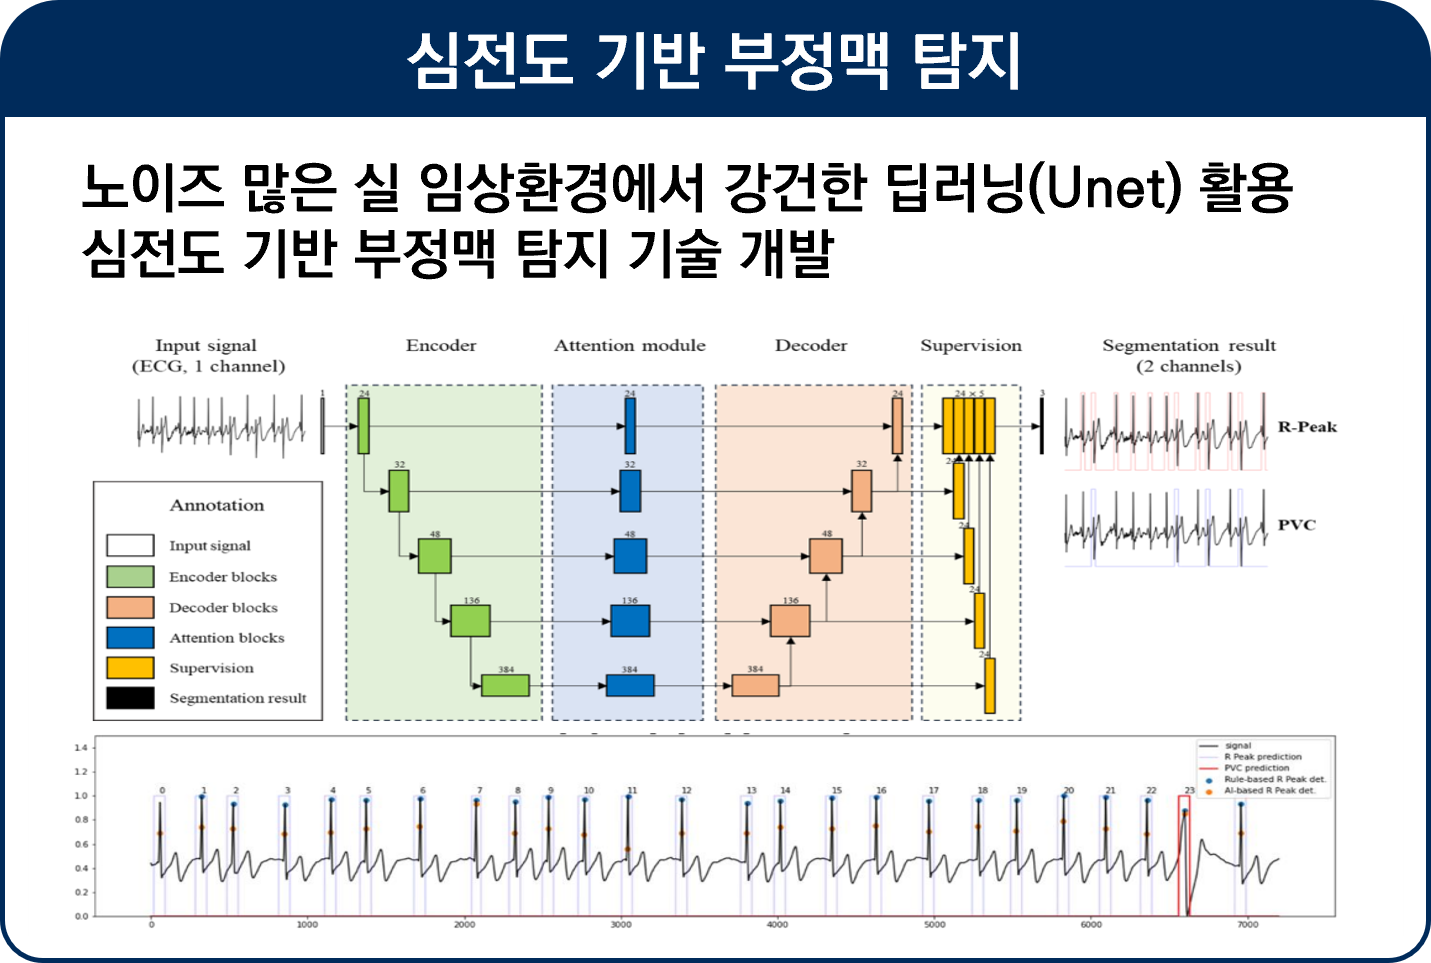 심전도 기반 부정맥 탐지
노이즈 많은 실 임상환경에서 강건한 딥러닝(Unet) 활용
심전도 기반 부정맥 탐지 기술 개발
Input signal
(ECG, 1 channel)
Encoder
Attention module
Decoder
Supervision
Segmentation result
(2 channels)
1
24
24
24
24 × 5
3
R-Peak
32
32
32
24
PVC
48
48
48
24
136
136
136
24
384
384
384
24
Annotation
Input signal
Encoder blocks
Decoder blocks
Attention blocks
Supervision
Segmentation result
signal
R Peak prediction
PVC prediction
Rule-based R Peak det.
AI-based R Peak det.
0 1 2 3 4 5 6 7 8 9 10 11 12 13 14 15 16 17 18 19 20 21 22 23
1.4
1.2
1.0
0.8
0.6
0.4
0.2
0.0
0 1000 2000 3000 4000 5000 6000 7000